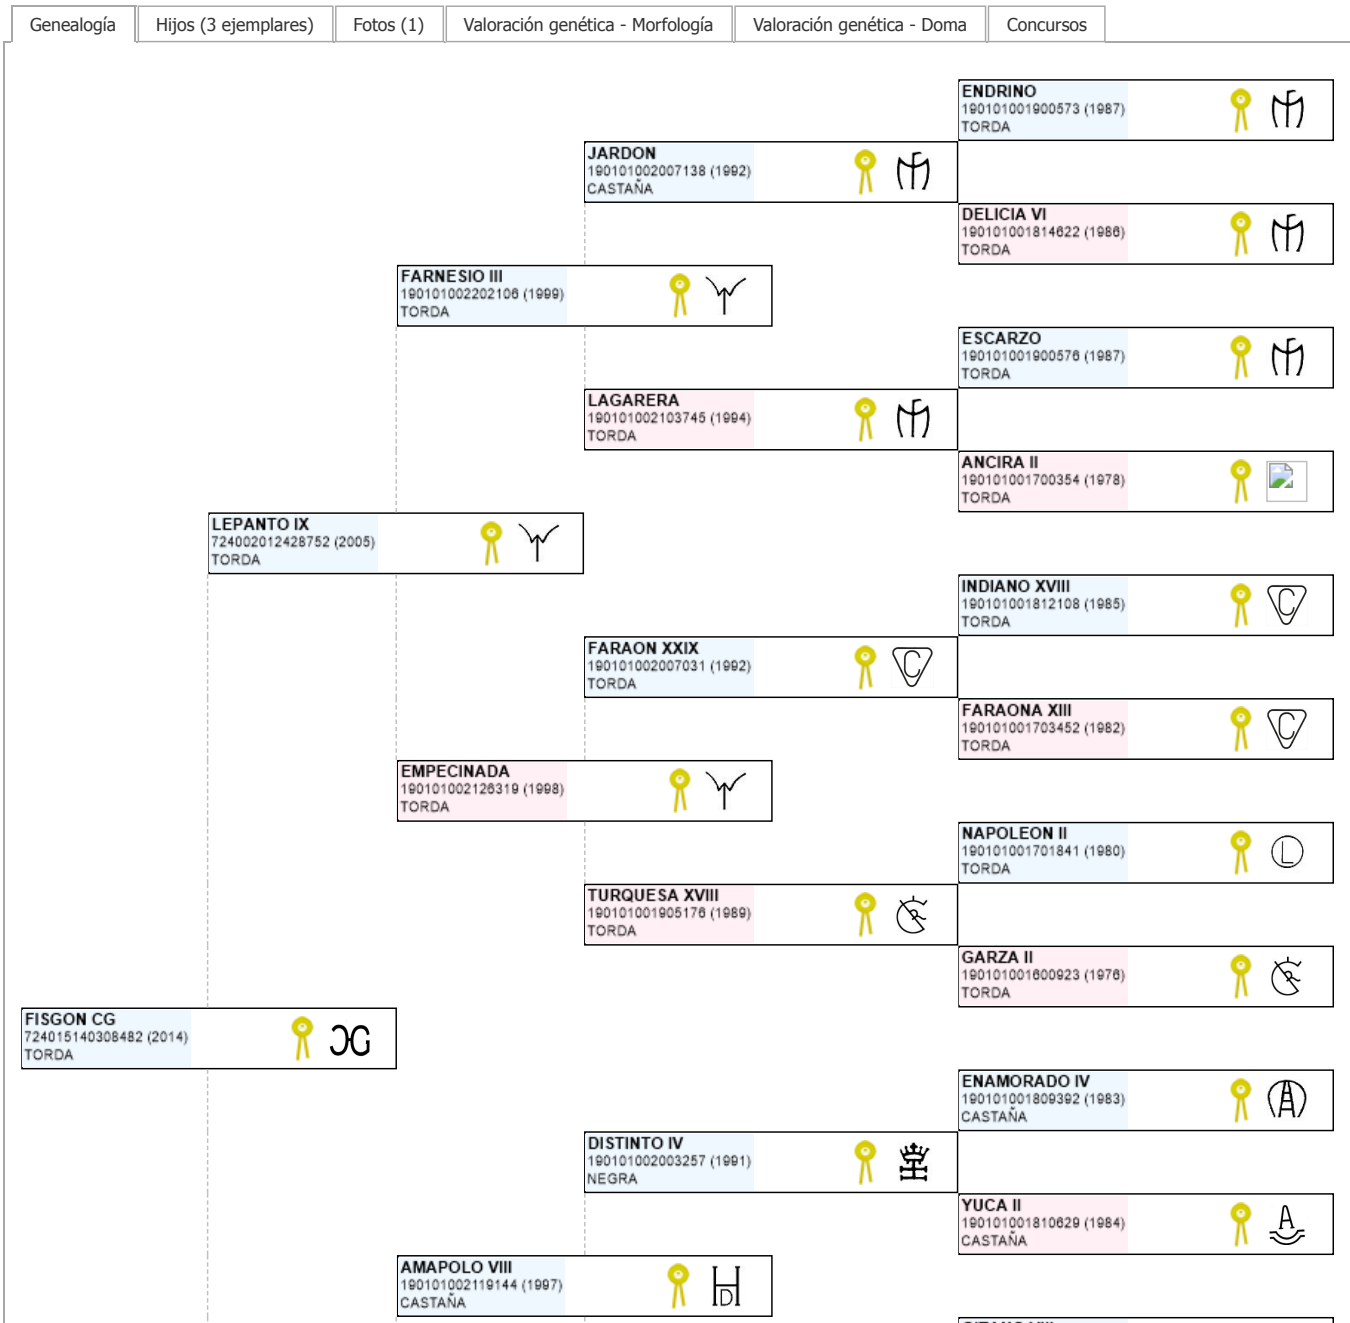 Genealogía
Hijos (3 ejemplares)
Fotos (1)
Valoración genética - Morfología
Valoración genética - Doma
Concursos
ENDRINO
190101001900573 (1987)
TORDA
JARDON
190101002007138 (1992)
CASTAÑA
DELICIA VI
190101001814622 (1986)
TORDA
FARNESIO III
190101002202106 (1999)
TORDA
ESCARZO
190101001900576 (1987)
TORDA
LAGARERA
190101002103745 (1994)
TORDA
ANCIRA II
190101001700354 (1978)
TORDA
LEPANTO IX
724002012428752 (2005)
TORDA
INDIANO XVIII
190101001812108 (1985)
TORDA
FARAON XXIX
190101002007031 (1992)
TORDA
FARAONA XIII
190101001703452 (1982)
TORDA
EMPECINADA
190101002126319 (1998)
TORDA
NAPOLEON II
190101001701841 (1980)
TORDA
TURQUESA XVIII
190101001905176 (1989)
TORDA
GARZA II
190101001600923 (1976)
TORDA
FISGON CG
724015140308482 (2014)
TORDA
ENAMORADO IV
190101001809392 (1983)
CASTAÑA
DISTINTO IV
190101002003257 (1991)
NEGRA
YUCA II
190101001810629 (1984)
CASTAÑA
AMAPOLO VIII
190101002119144 (1997)
CASTAÑA